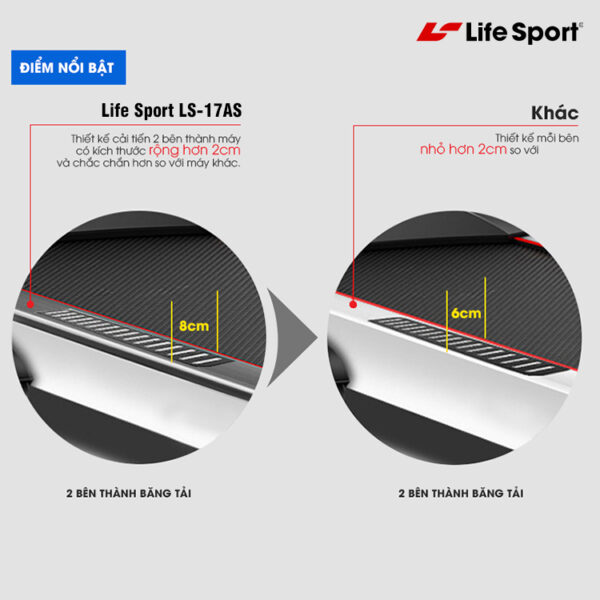 Life Sport
ĐIỂM NỔI BẬT
Life Sport LS-17AS
Thiết kế cải tiến 2 bên thành máy
có kích thước rộng hơn 2cm
và chắc chắn hơn so với máy khác.
Khác
Thiết kế mỗi bên
nhỏ hơn 2cm so với
8cm
6cm
2 BÊN THÀNH BĂNG TẢI
2 BÊN THÀNH BĂNG TẢI